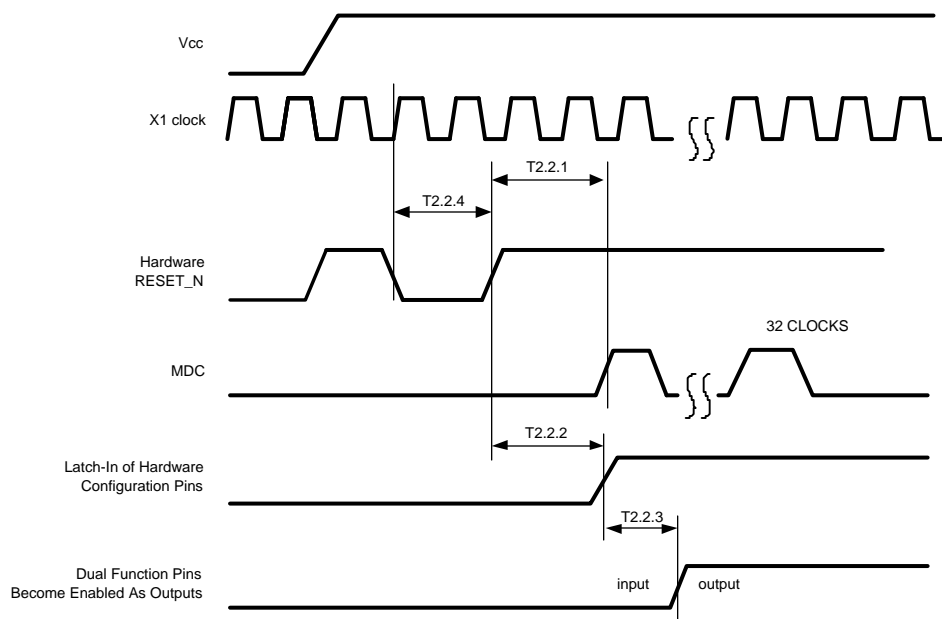 Vcc
X1 clock
T2.2.1
T2.2.4
Hardware
RESET_N
32 CLOCKS
MDC
T2.2.2
Latch-In of Hardware
Configuration Pins
T2.2.3
Dual Function Pins
Become Enabled As Outputs
input
output